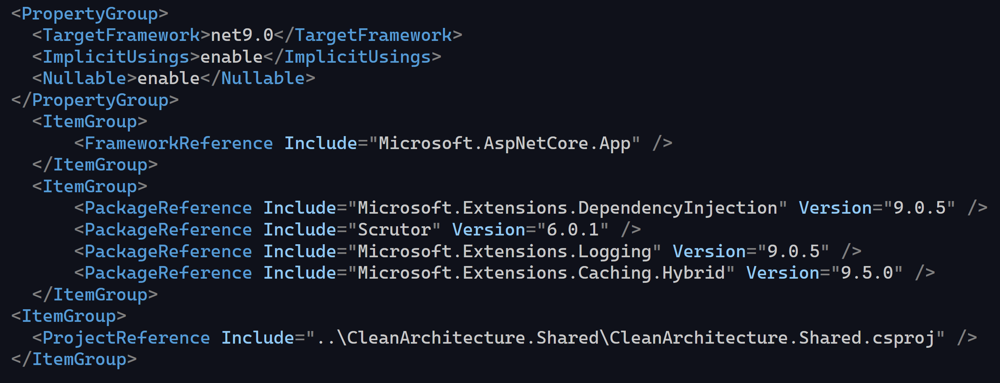 <PropertyGroup>
  <TargetFramework>net9.0</TargetFramework>
  <ImplicitUsings>enable</ImplicitUsings>
  <Nullable>enable</Nullable>
</PropertyGroup>
  <ItemGroup>
      <FrameworkReference Include="Microsoft.AspNetCore.App" />
  </ItemGroup>
  <ItemGroup>
      <PackageReference Include="Microsoft.Extensions.DependencyInjection" Version="9.0.5" />
      <PackageReference Include="Scrutor" Version="6.0.1" />
      <PackageReference Include="Microsoft.Extensions.Logging" Version="9.0.5" />
      <PackageReference Include="Microsoft.Extensions.Caching.Hybrid" Version="9.5.0" />
  </ItemGroup>
<ItemGroup>
  <ProjectReference Include="..\CleanArchitecture.Shared\CleanArchitecture.Shared.csproj" />
</ItemGroup>